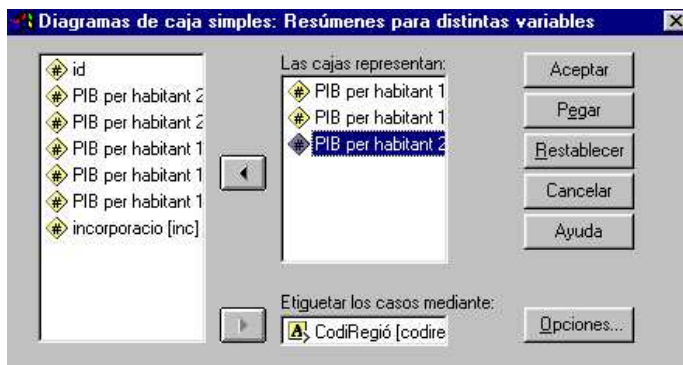 Diagramas de caja simples: Resúmenes para distintas variables
id
PIB per habitant 2
PIB per habitant 2
PIB per habitant 1
PIB per habitant 1
PIB per habitant 1
incorporacio [inc]
Las cajas representan:
PIB per habitant 1
PIB per habitant 1
PIB per habitant 2
Etiquetar los casos mediante:
CodiRegió [codire
Aceptar
Pegar
Restablecer
Cancelar
Ayuda
Opciones...